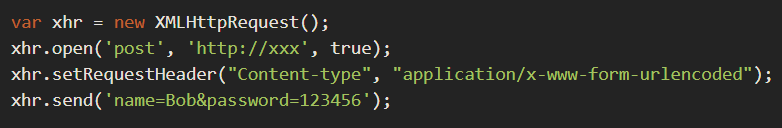 var xhr = new XMLHttpRequest();
xhr.open('post', 'http://xxx', true);
xhr.setRequestHeader("Content-type", "application/x-www-form-urlencoded");
xhr.send('name=Bob&password=123456');